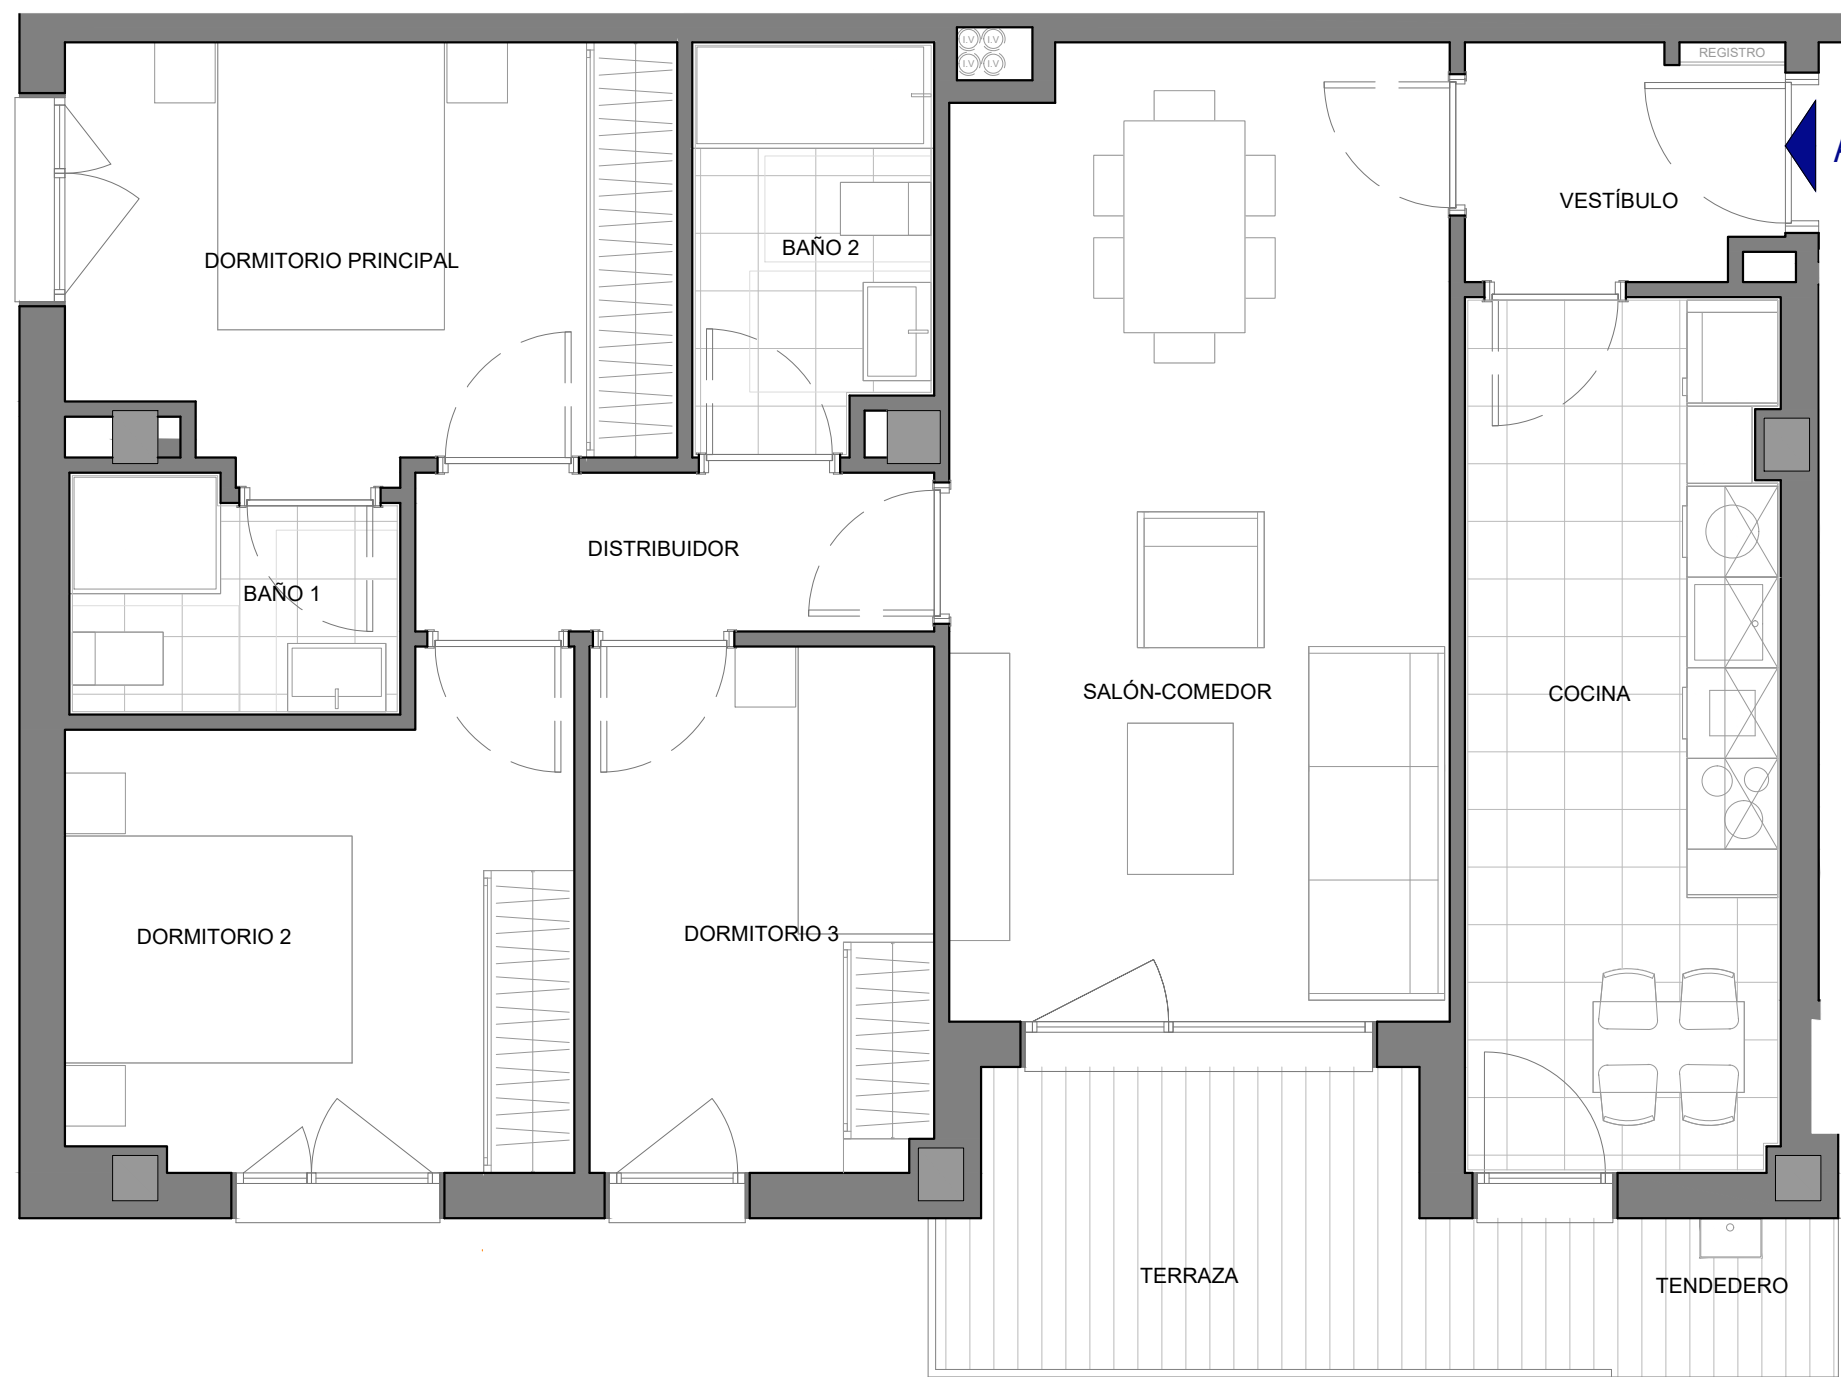 I.V I.V
I.V I.V
REGISTRO
A
VESTÍBULO
BAÑO 2
DORMITORIO PRINCIPAL
DISTRIBUIDOR
BAÑO 1
SALÓN-COMEDOR
COCINA
DORMITORIO 2
DORMITORIO 3
TERRAZA
TENDEDERO